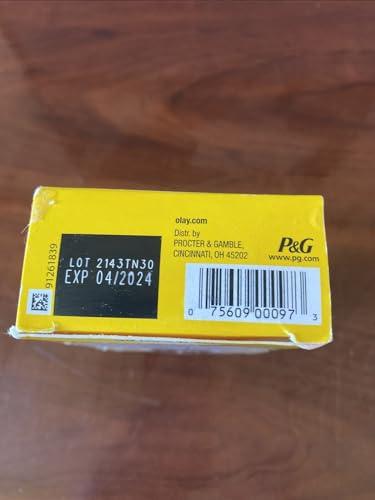 olay.com
Distr. by
PROCTER & GAMBLE,
CINCINNATI, OH 45202
P&G
www.pg.com
91261839
LOT 2143TN30
EXP 04/2024
0 75609 00097 3